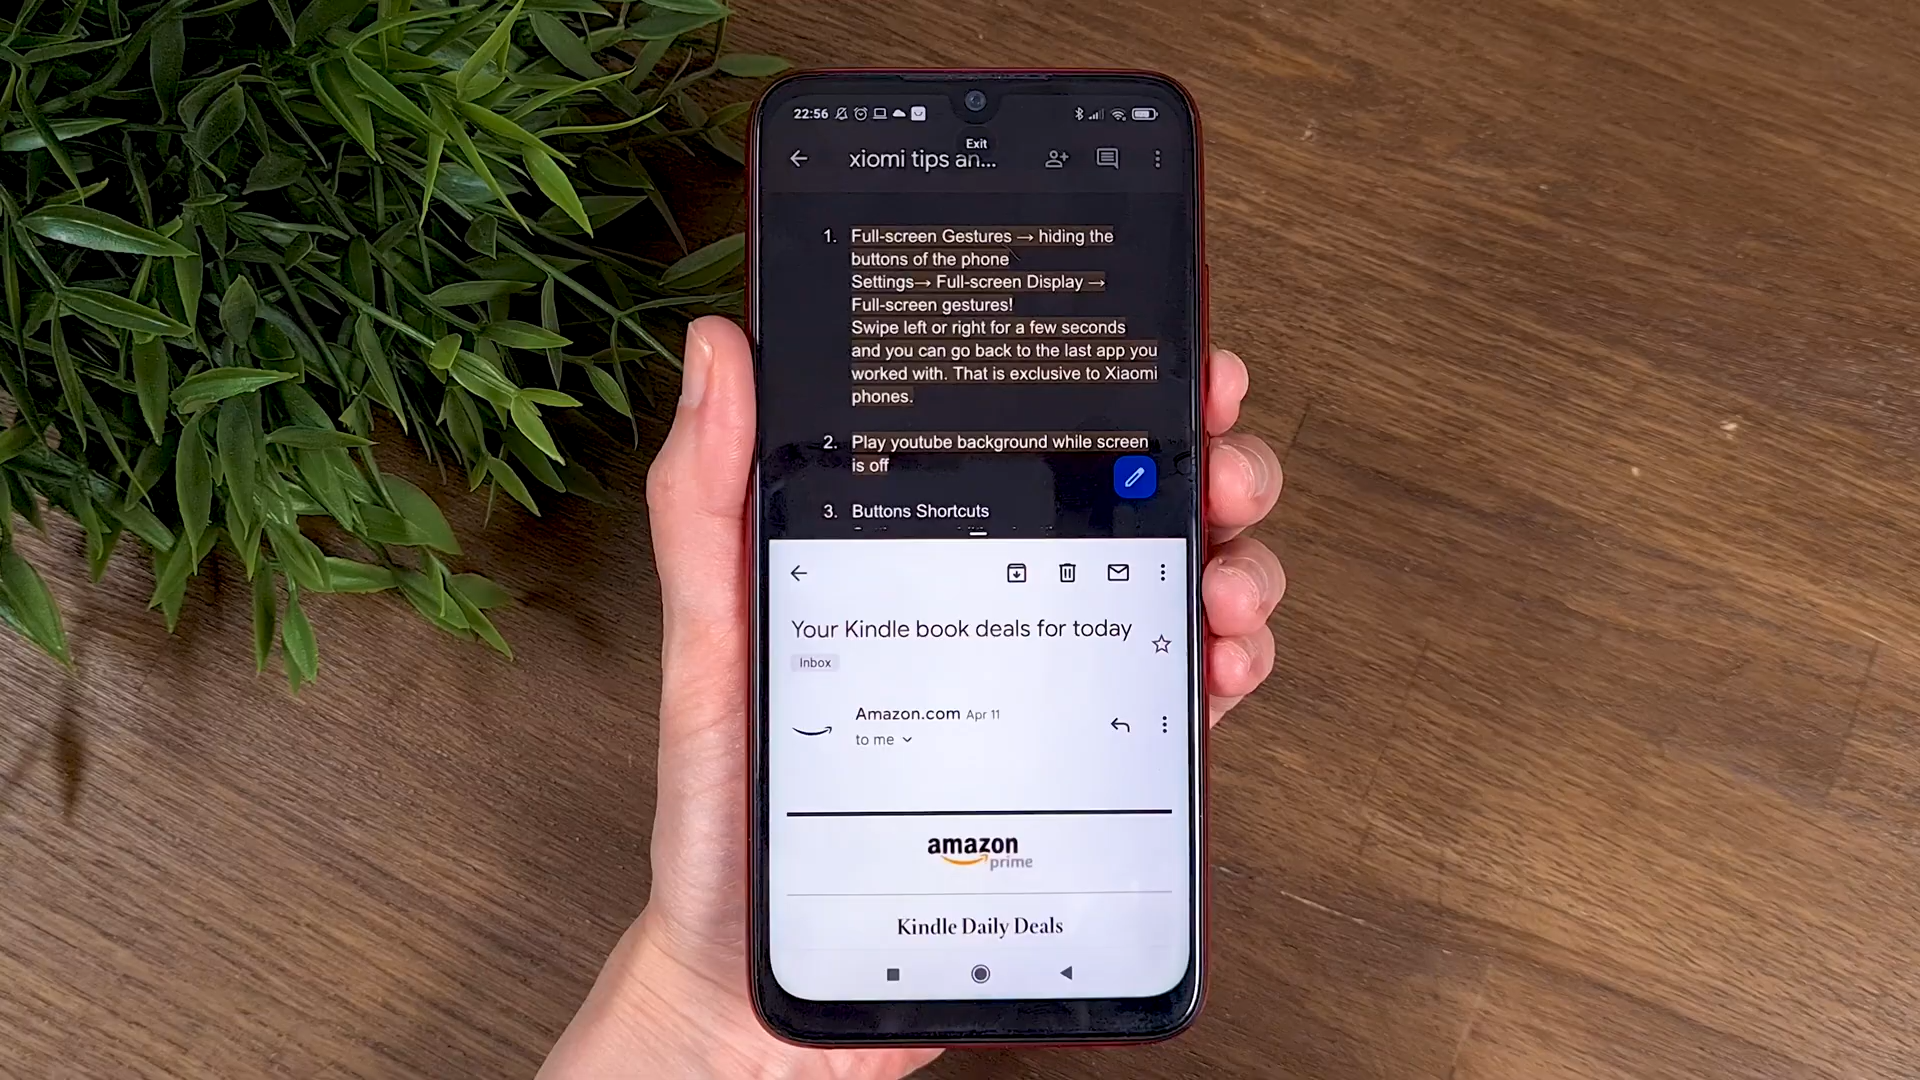 22:56
Exit
xiomi tips an...
1. Full-screen Gestures → hiding the
buttons of the phone
Settings→ Full-screen Display →
Full-screen gestures!
Swipe left or right for a few seconds
and you can go back to the last app you
worked with. That is exclusive to Xiaomi
phones.
2. Play youtube background while screen
is off
3. Buttons Shortcuts
Your Kindle book deals for today
Inbox
Amazon.com Apr 11
to me
amazon
prime
Kindle Daily Deals